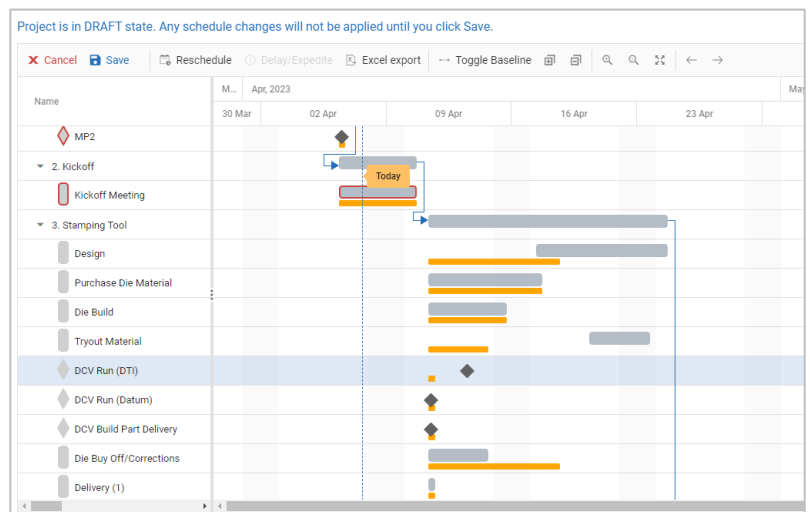 Project is in DRAFT state. Any schedule changes will not be applied until you click Save.
Cancel Save Reschedule Delay/Expedite Excel export Toggle Baseline
Name
M... Apr, 2023 May
30 Mar 02 Apr 09 Apr 16 Apr 23 Apr
MP2
2. Kickoff
Today
Kickoff Meeting
3. Stamping Tool
Design
Purchase Die Material
Die Build
Tryout Material
DCV Run (DTI)
DCV Run (Datum)
DCV Build Part Delivery
Die Buy Off/Corrections
Delivery (1)